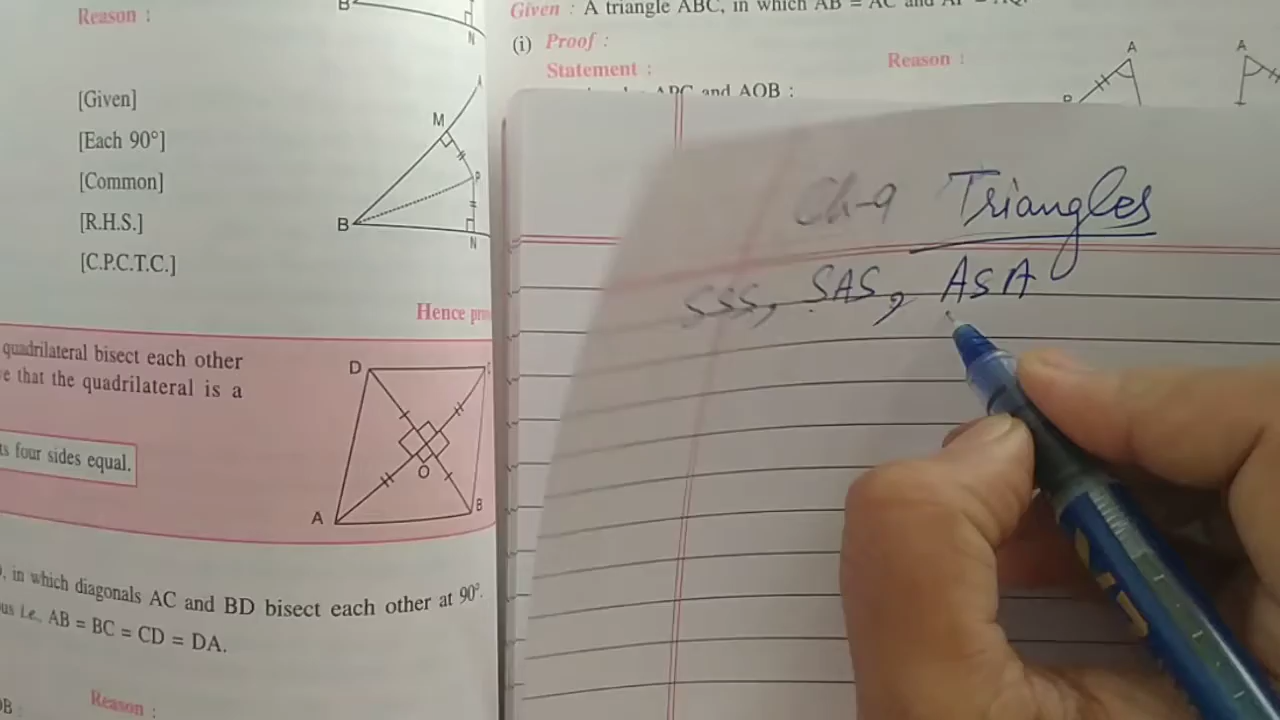 Reason :
[Given]
[Each 90°]
[Common]
[R.H.S.]
[C.P.C.T.C.]
B
N
A
M
P
B
N
Hence
quadrilateral bisect each other
that the quadrilateral is a
four sides equal.
D
O
A
B
in which diagonals AC and BD bisect each other at 90°.
i.e., AB = BC = CD = DA.
Reason :
Given : A triangle ABC, in which AB = AC and
(i) Proof :
Statement :
Reason :
and AOB :
A
A
Ch-9 Triangles
SSS, SAS, ASA